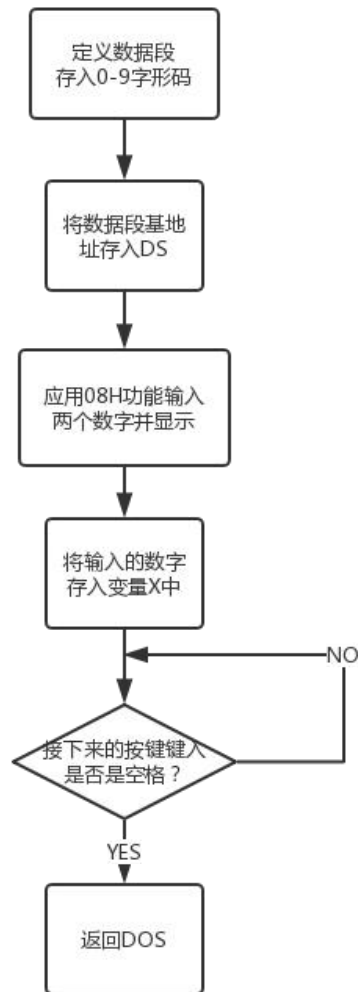 定义数据段
存入0-9字形码
将数据段基地
址存入DS
应用08H功能输入
两个数字并显示
将输入的数字
存入变量X中
NO
接下来的按键键入
是否是空格？
YES
返回DOS